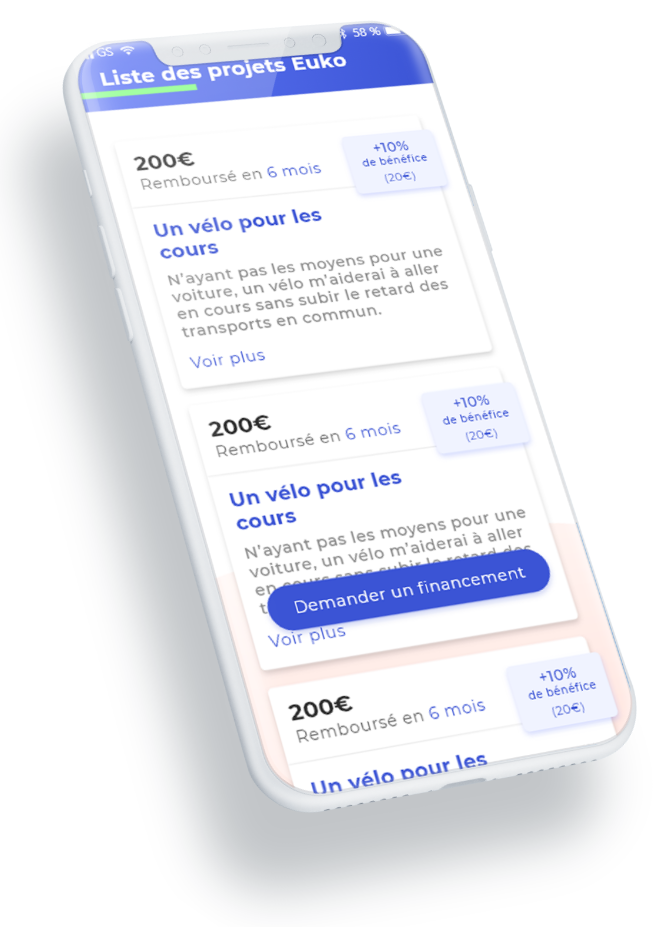 GS 58 %
Liste des projets Euko
200€
Remboursé en 6 mois
+10%
de bénéfice
(20€)
Un vélo pour les
cours
N'ayant pas les moyens pour une
voiture, un vélo m'aiderai à aller
en cours sans subir le retard des
transports en commun.
Voir plus
200€
Remboursé en 6 mois
+10%
de bénéfice
(20€)
Un vélo pour les
cours
N'ayant pas les moyens pour une
voiture, un vélo m'aiderai à aller
en cours sans subir le retard des
Demander un financement
Voir plus
200€
Remboursé en 6 mois
+10%
de bénéfice
(20€)
Un vélo pour les